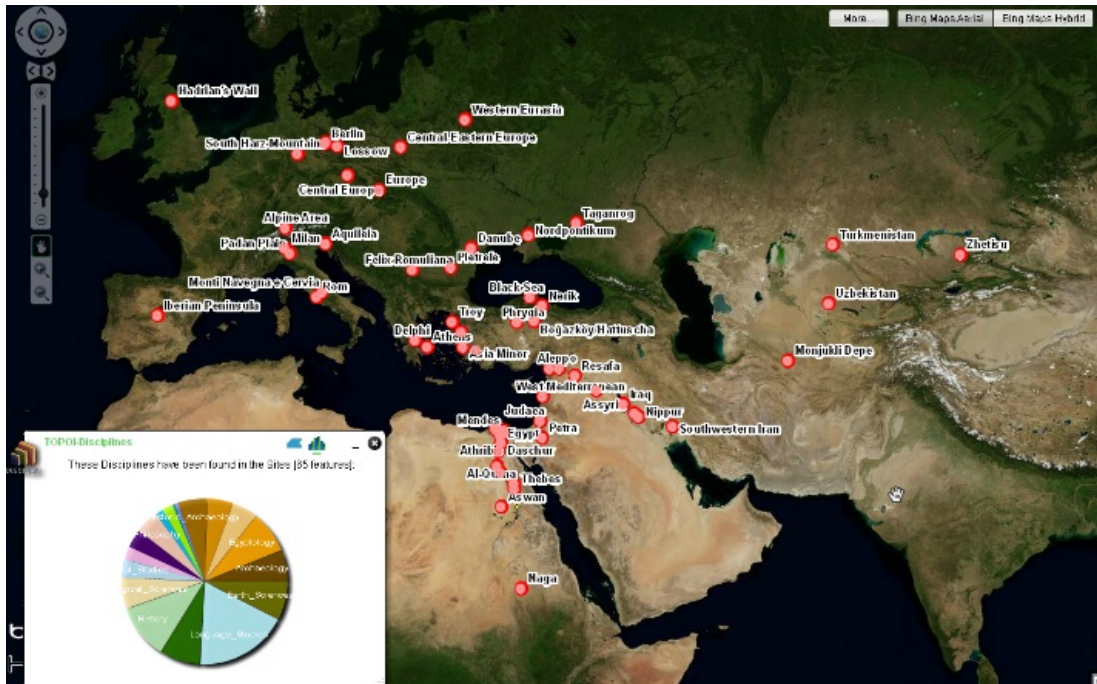 More...
Bing Maps Aerial
Bing Maps Hybrid
Hadrian's Wall
Western Eurasia
Berlin
South Harz-Mountain
Lossow
Central Eastern Europe
Central Europ
Europe
Taganrog
Alpine Area
Aquileia
Milan
Padan Plain
Danube
Nordpontikum
Turkmenistan
Zhetisu
Felix-Romuliana
Pietrele
Monti Navegna e Cervia
Rom
Black-Sea
Nerik
Iberian Peninsula
Uzbekistan
Troy
Phrygia
Boğazköy/Hattuscha
Delphi
Athens
Asia Minor
Aleppo
Resafa
Monjukli Depe
West Mediterranean
Assyri
Iraq
Nippur
Judaea
Mendes
Egypt
Petra
Southwestern Iran
Athribis
Daschur
Al-Quma
Thebes
Aswan
Naga
TOPOI-Disciplines
These Disciplines have been found in the Sites [85 features]:
Archaeology
Egyptology
Archaeology
Earth_Sciences
Language_Studies
History